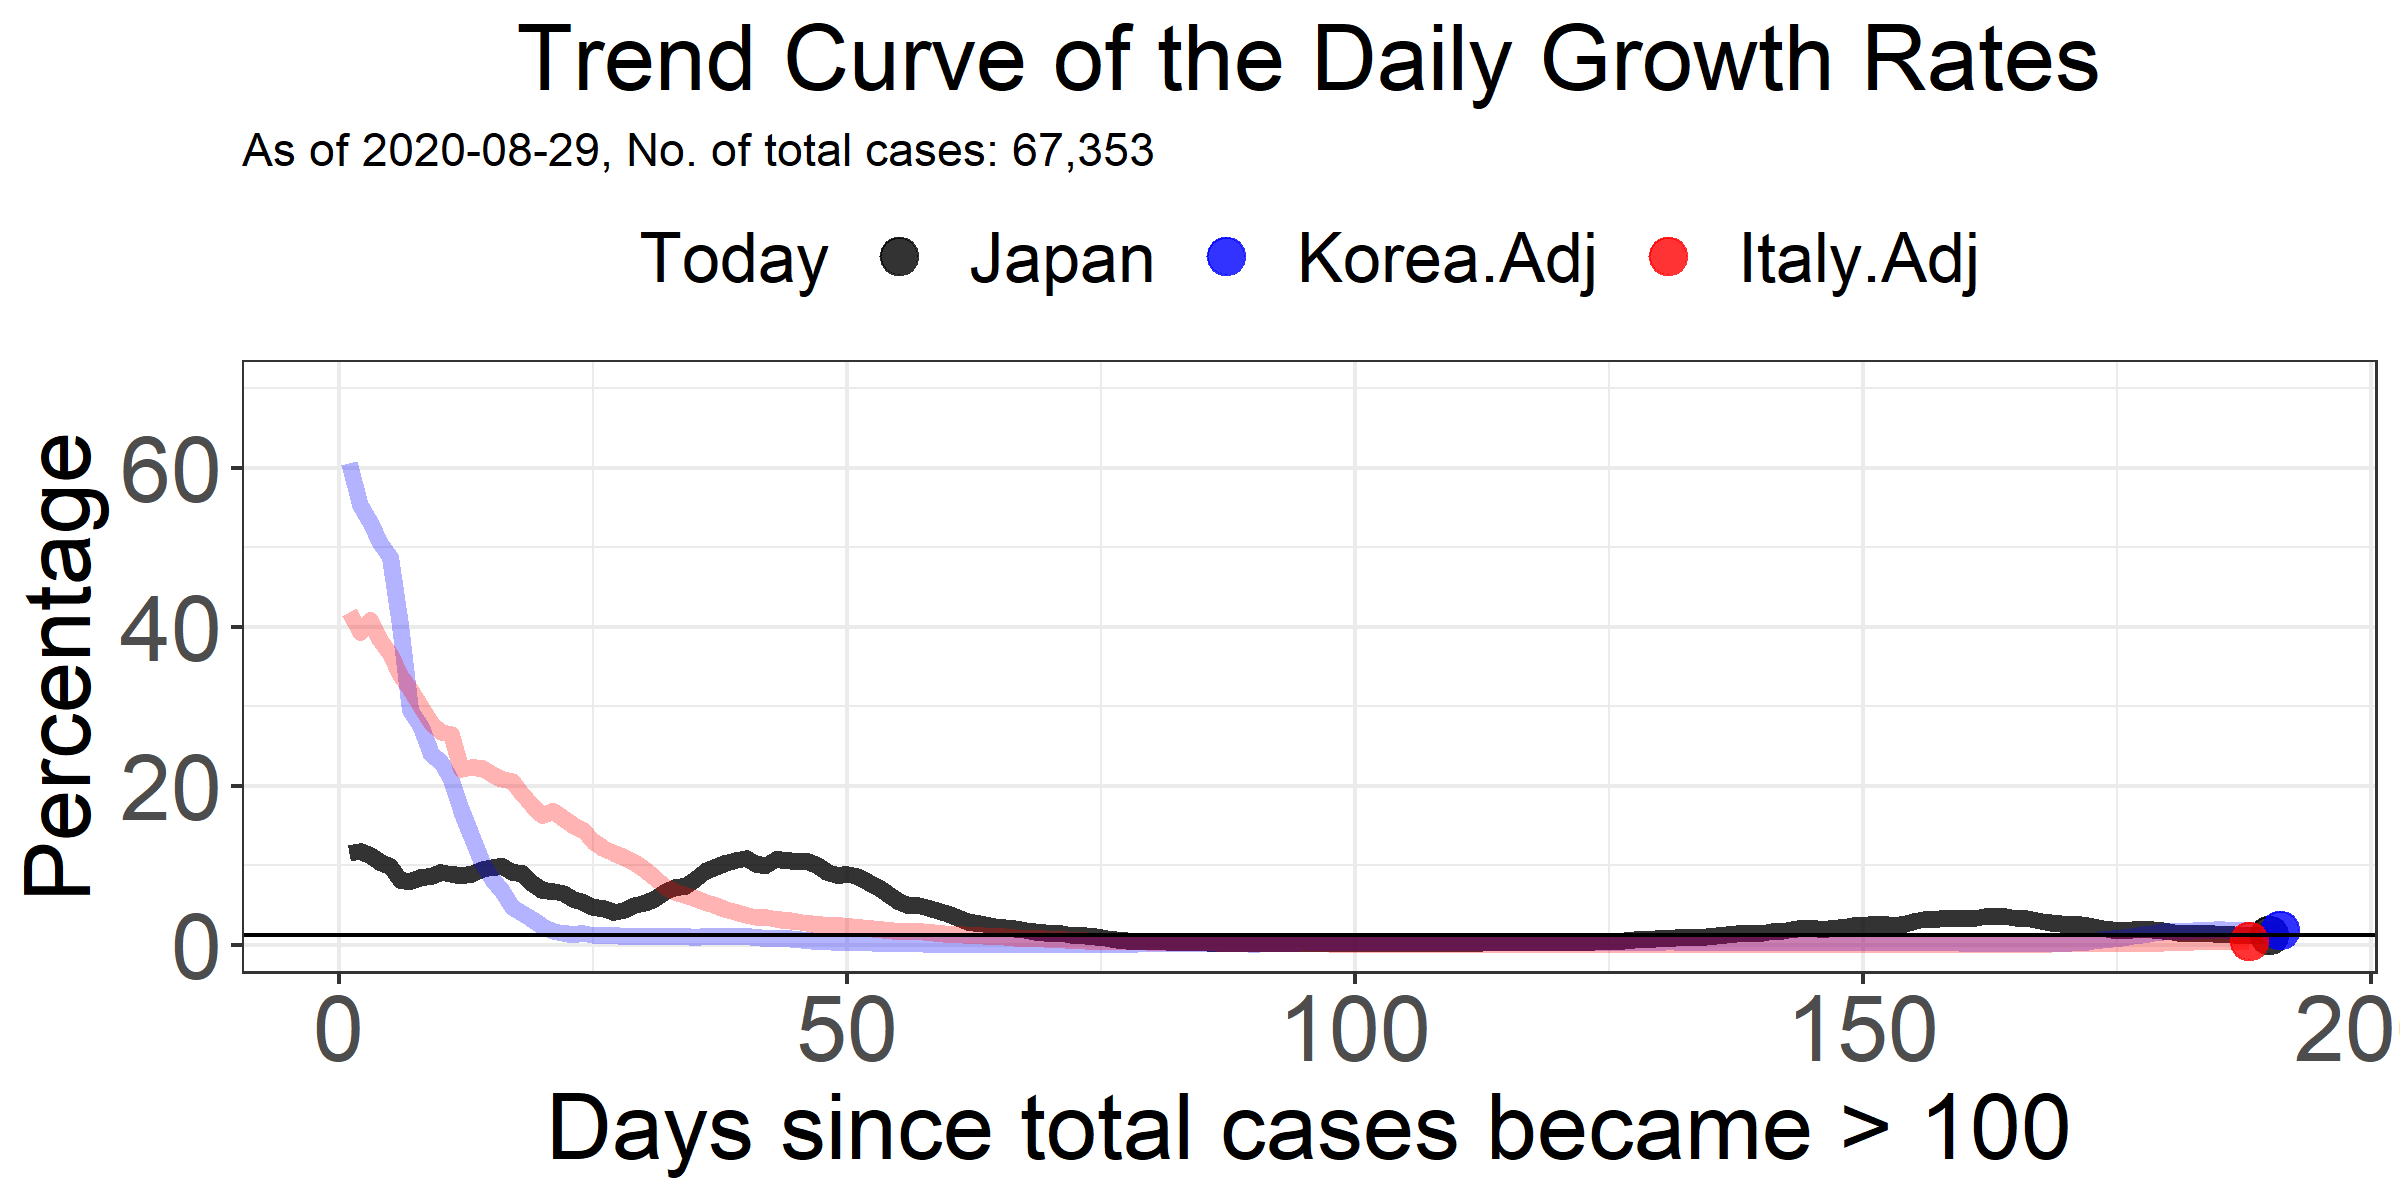 Trend Curve of the Daily Growth Rates
As of 2020-08-29, No. of total cases: 67,353
Today Japan Korea.Adj Italy.Adj
Percentage
60
40
20
0
0 50 100 150 20
Days since total cases became > 100